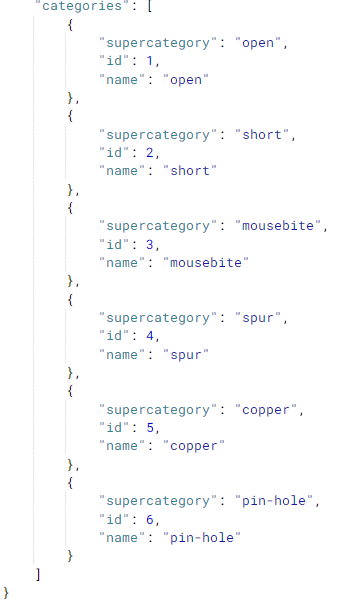 "categories": [
{
"supercategory": "open",
"id": 1,
"name": "open"
},
{
"supercategory": "short",
"id": 2,
"name": "short"
},
{
"supercategory": "mousebite",
"id": 3,
"name": "mousebite"
},
{
"supercategory": "spur",
"id": 4,
"name": "spur"
},
{
"supercategory": "copper",
"id": 5,
"name": "copper"
},
{
"supercategory": "pin-hole",
"id": 6,
"name": "pin-hole"
}
]
}